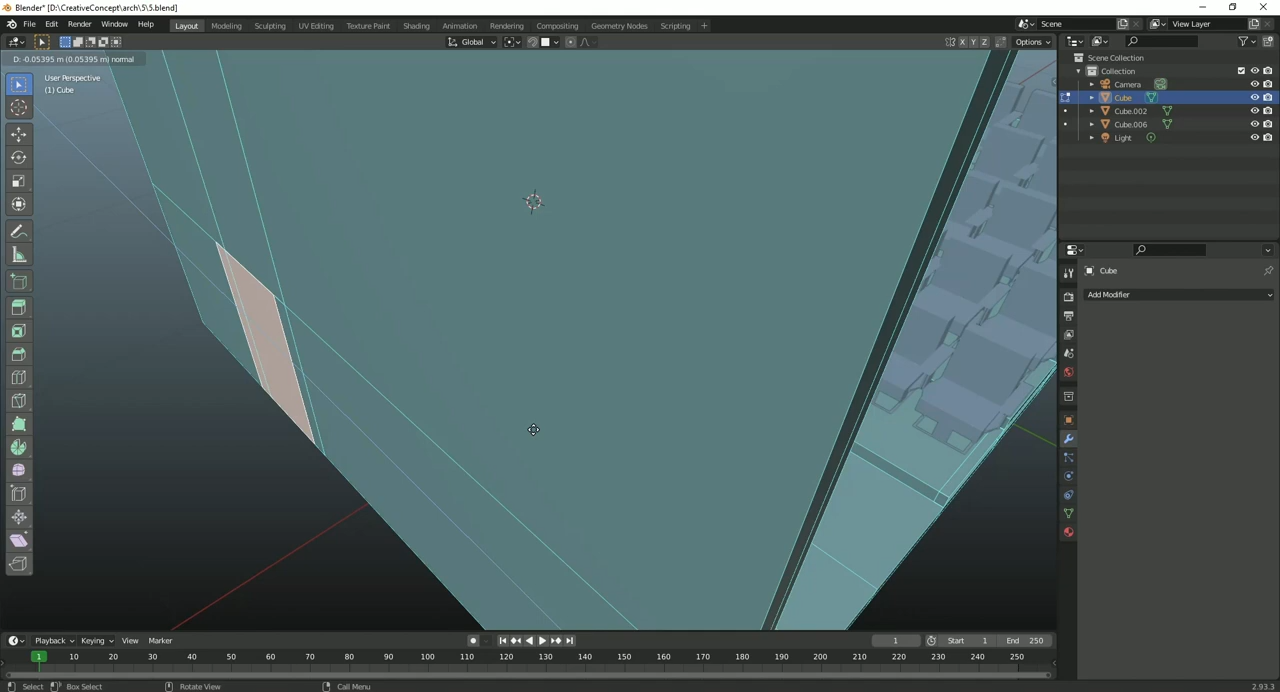 Blender* [D:\CreativeConcept\arch\5\5.blend]
File Edit Render Window Help Layout Modeling Sculpting UV Editing Texture Paint Shading Animation Rendering Compositing Geometry Nodes Scripting + Scene View Layer
Global X Y Z Options
D: -0.05395 m (0.05395 m) normal
User Perspective
(1) Cube
Scene Collection
Collection
Camera
Cube
Cube.002
Cube.006
Light
Cube
Add Modifier
Playback Keying View Marker 1 Start 1 End 250
1 10 20 30 40 50 60 70 80 90 100 110 120 130 140 150 160 170 180 190 200 210 220 230 240 250
Select Box Select Rotate View Call Menu 2.93.3